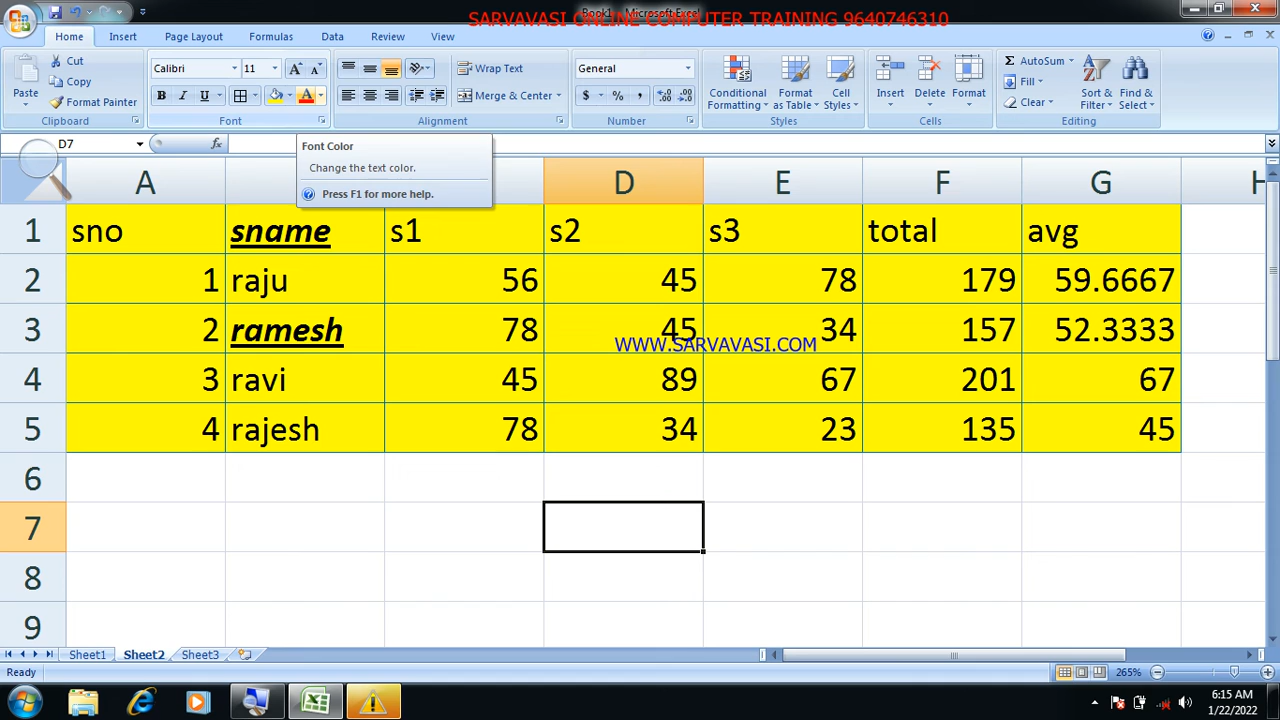 Book1 - Microsoft Excel
SARVAVASI ONLINE COMPUTER TRAINING 9640746310
Home Insert Page Layout Formulas Data Review View
Paste
Cut
Copy
Format Painter
Clipboard
Calibri 11
B I U
Font
Wrap Text
Merge & Center
Alignment
General
$ % ,
Number
Conditional Formatting
Format as Table
Cell Styles
Styles
Insert Delete Format
Cells
Σ AutoSum
Fill
Clear
Sort & Filter
Find & Select
Editing
D7 fx
Font Color
Change the text color.
Press F1 for more help.
A D E F G H
1 sno sname s1 s2 s3 total avg
2 1 raju 56 45 78 179 59.6667
3 2 ramesh 78 45 34 157 52.3333
WWW.SARVAVASI.COM
4 3 ravi 45 89 67 201 67
5 4 rajesh 78 34 23 135 45
6
7
8
9
Sheet1 Sheet2 Sheet3
Ready 265%
6:15 AM
1/22/2022